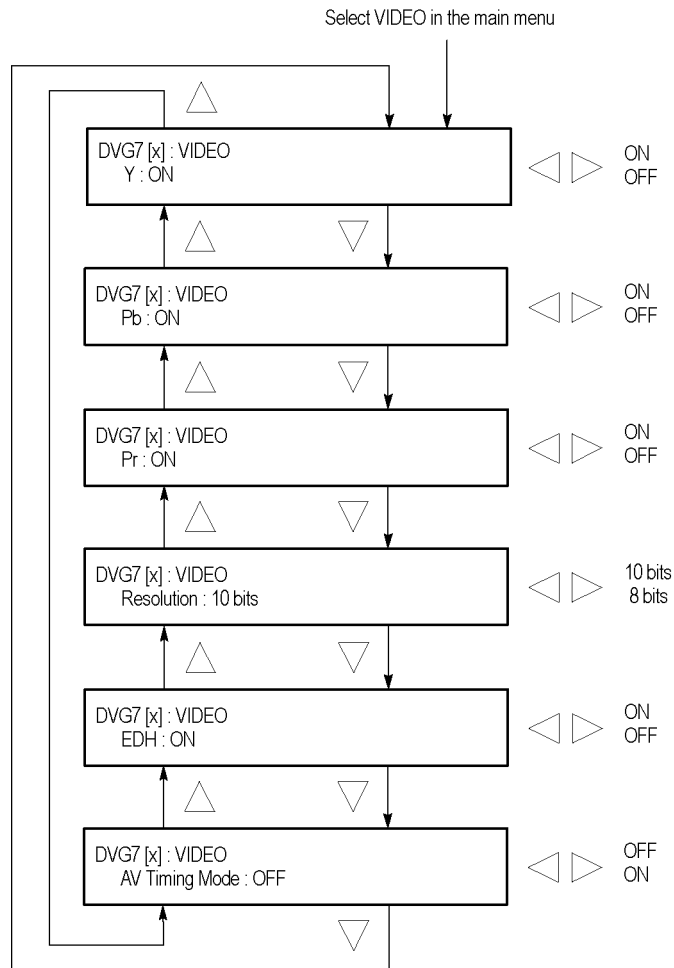 Select VIDEO in the main menu
DVG7 [x] : VIDEO
Y : ON
ON
OFF
DVG7 [x] : VIDEO
Pb : ON
ON
OFF
DVG7 [x] : VIDEO
Pr : ON
ON
OFF
DVG7 [x] : VIDEO
Resolution : 10 bits
10 bits
8 bits
DVG7 [x] : VIDEO
EDH : ON
ON
OFF
DVG7 [x] : VIDEO
AV Timing Mode : OFF
OFF
ON